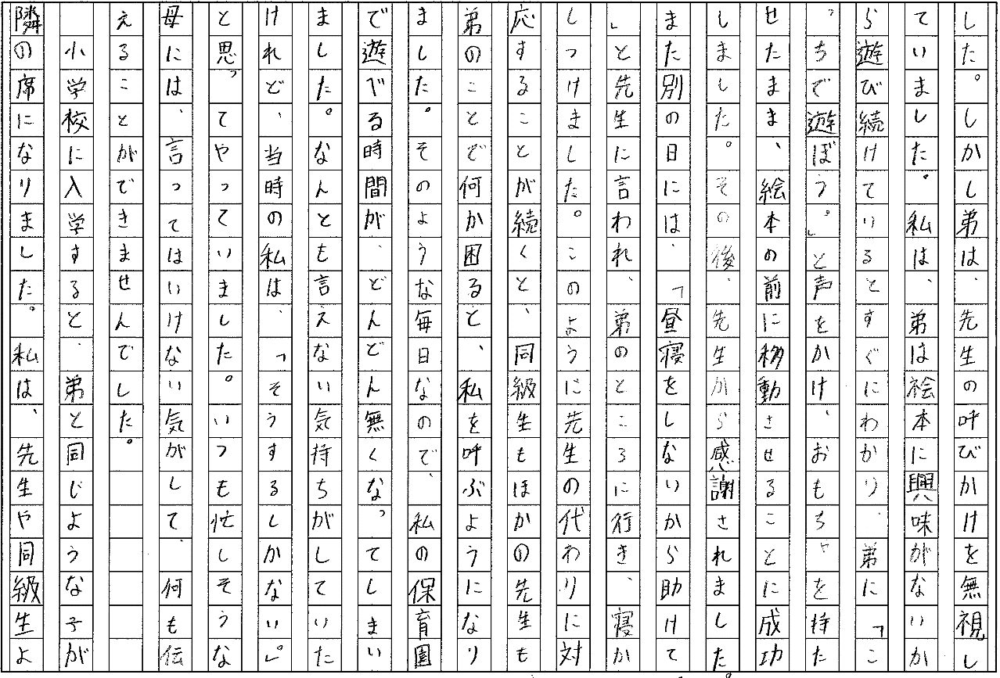 した。しかし弟は、先生の呼びかけを無視し
ていました。私は、弟は絵本に興味がないか
ら遊び続けているとすぐにわかり、弟に「こ
っちで遊ぼう。」と声をかけ、おもちゃを持た
せたまま、絵本の前に移動させることに成功
しました。その後、先生から感謝されました。
また別の日には、「昼寝をしないから助けて
」と先生に言われ、弟のところに行き、寝か
しつけました。このように先生の代わりに対
応することが続くと、同級生もほかの先生も
弟のことで何か困ると、私を呼ぶようになり
ました。そのような毎日なので、私の保育園
で遊べる時間が、どんどん無くなってしまい
ました。なんとも言えない気持ちがしていた
けれど、当時の私は、「そうするしかない。」
と思ってやっていました。いつも忙しそうな
母には、言ってはいけない気がして、何も伝
えることができませんでした。
小学校に入学すると、弟と同じような子が
隣の席になりました。私は、先生や同級生よ